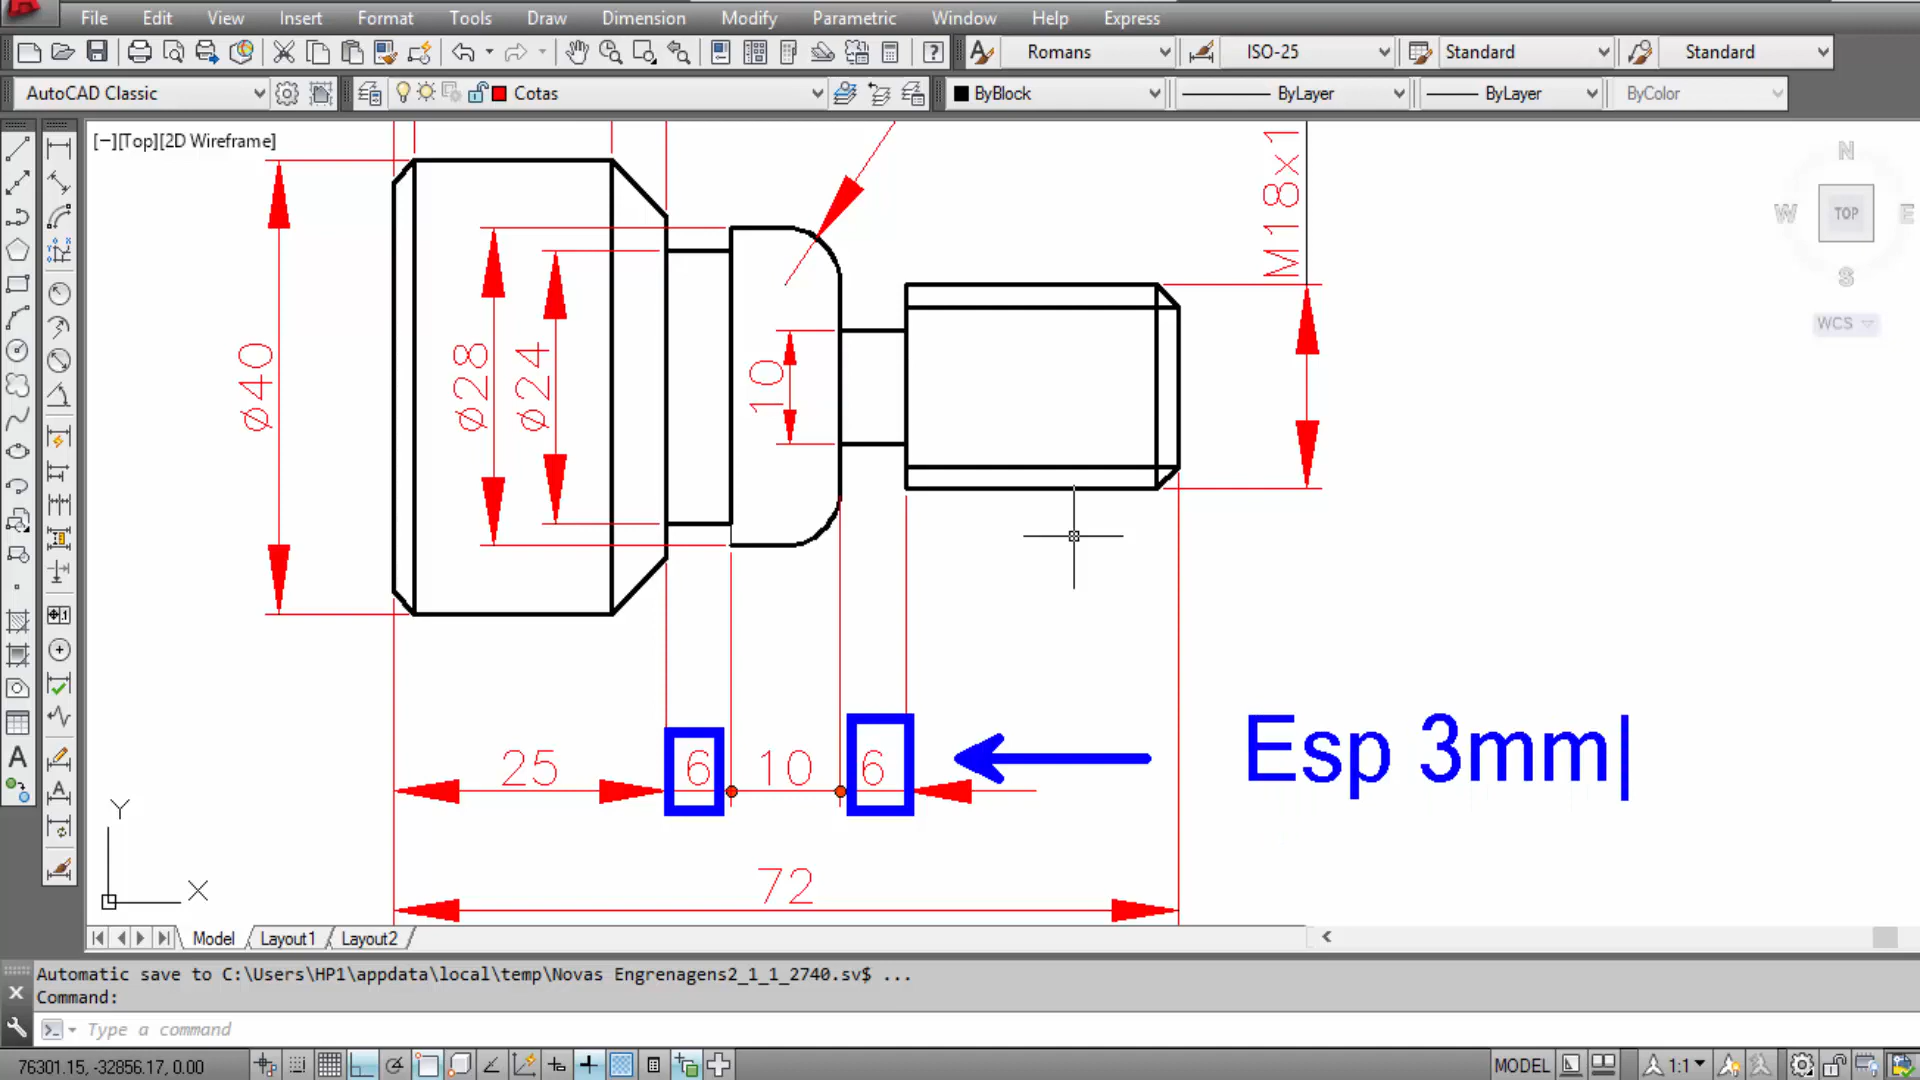 File Edit View Insert Format Tools Draw Dimension Modify Parametric Window Help Express
Romans ISO-25 Standard Standard
AutoCAD Classic Cotas ByBlock ByLayer ByLayer ByColor
[−][Top][2D Wireframe]
N
W TOP E
S
WCS
M18x1
ø40
ø28
ø24
10
25 6 10 6
Esp 3mm
72
Y
X
Model Layout1 Layout2
Automatic save to C:\Users\HP1\appdata\local\temp\Novas Engrenagens2_1_1_2740.sv$ ...
Command:
Type a command
76301.15, -32856.17, 0.00 MODEL 1:1